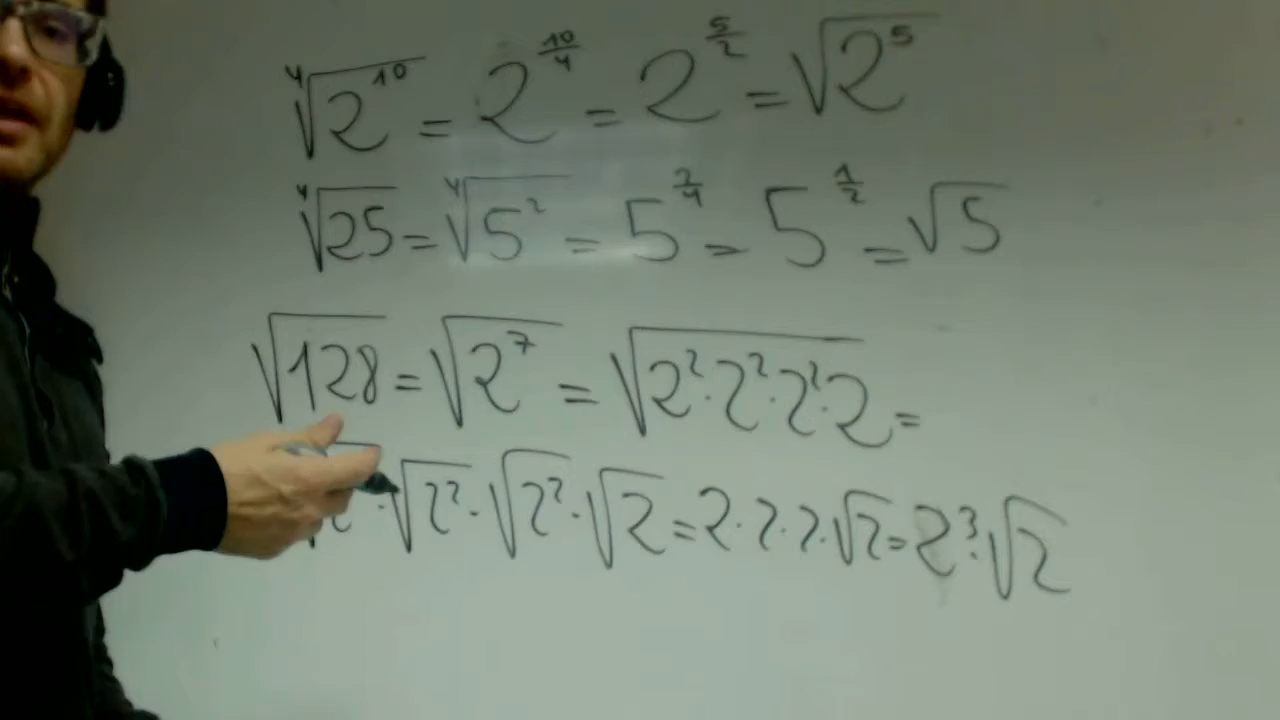 ⁴√2¹⁰ = 2^(10/4) = 2^(5/2) = √2⁵
⁴√25 = ⁴√5² = 5^(2/4) = 5^(1/2) = √5
√128 = √2⁷ = √2²·2²·2²·2 =
·√2²·√2²·√2 = 2·2·2·√2 = 2³·√2